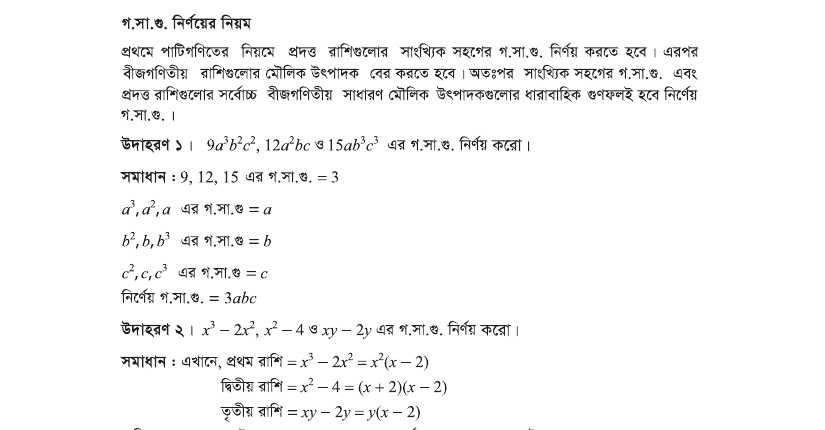 গ.সা.গু. নির্ণয়ের নিয়ম
প্রথমে পাটিগণিতের নিয়মে প্রদত্ত রাশিগুলোর সাংখ্যিক সহগের গ.সা.গু. নির্ণয় করতে হবে। এরপর
বীজগণিতীয় রাশিগুলোর মৌলিক উৎপাদক বের করতে হবে। অতঃপর সাংখ্যিক সহগের গ.সা.গু. এবং
প্রদত্ত রাশিগুলোর সর্বোচ্চ বীজগণিতীয় সাধারণ মৌলিক উৎপাদকগুলোর ধারাবাহিক গুণফলই হবে নির্ণেয়
গ.সা.গু.।
উদাহরণ ১। 9a³b²c², 12a²bc ও 15ab³c³ এর গ.সা.গু. নির্ণয় করো।
সমাধান : 9, 12, 15 এর গ.সা.গু. = 3
a³, a², a এর গ.সা.গু = a
b², b, b³ এর গ.সা.গু = b
c², c, c³ এর গ.সা.গু = c
নির্ণেয় গ.সা.গু. = 3abc
উদাহরণ ২। x³ − 2x², x² − 4 ও xy − 2y এর গ.সা.গু. নির্ণয় করো।
সমাধান : এখানে, প্রথম রাশি = x³ − 2x² = x²(x − 2)
দ্বিতীয় রাশি = x² − 4 = (x + 2)(x − 2)
তৃতীয় রাশি = xy − 2y = y(x − 2)